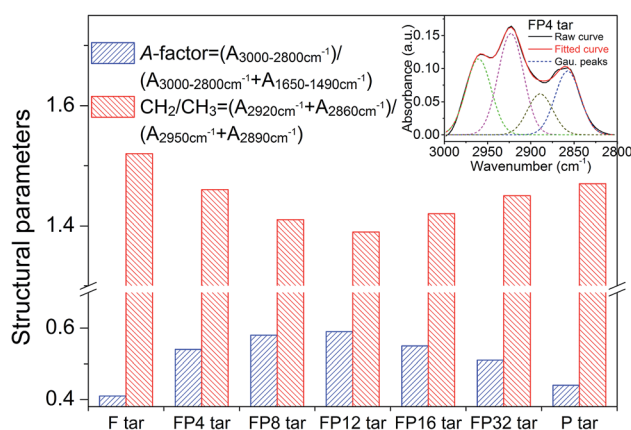 Structural parameters
1.6
1.4
0.6
0.4
A-factor=(A3000-2800cm⁻¹)/
(A3000-2800cm⁻¹+A1650-1490cm⁻¹)
CH₂/CH₃=(A2920cm⁻¹+A2860cm⁻¹)/
(A2950cm⁻¹+A2890cm⁻¹)
FP4 tar
Raw curve
Fitted curve
Gau. peaks
Absorbance (a.u.)
0.15
0.10
0.05
0.00
3000 2950 2900 2850 2800
Wavenumber (cm⁻¹)
F tar FP4 tar FP8 tar FP12 tar FP16 tar FP32 tar P tar